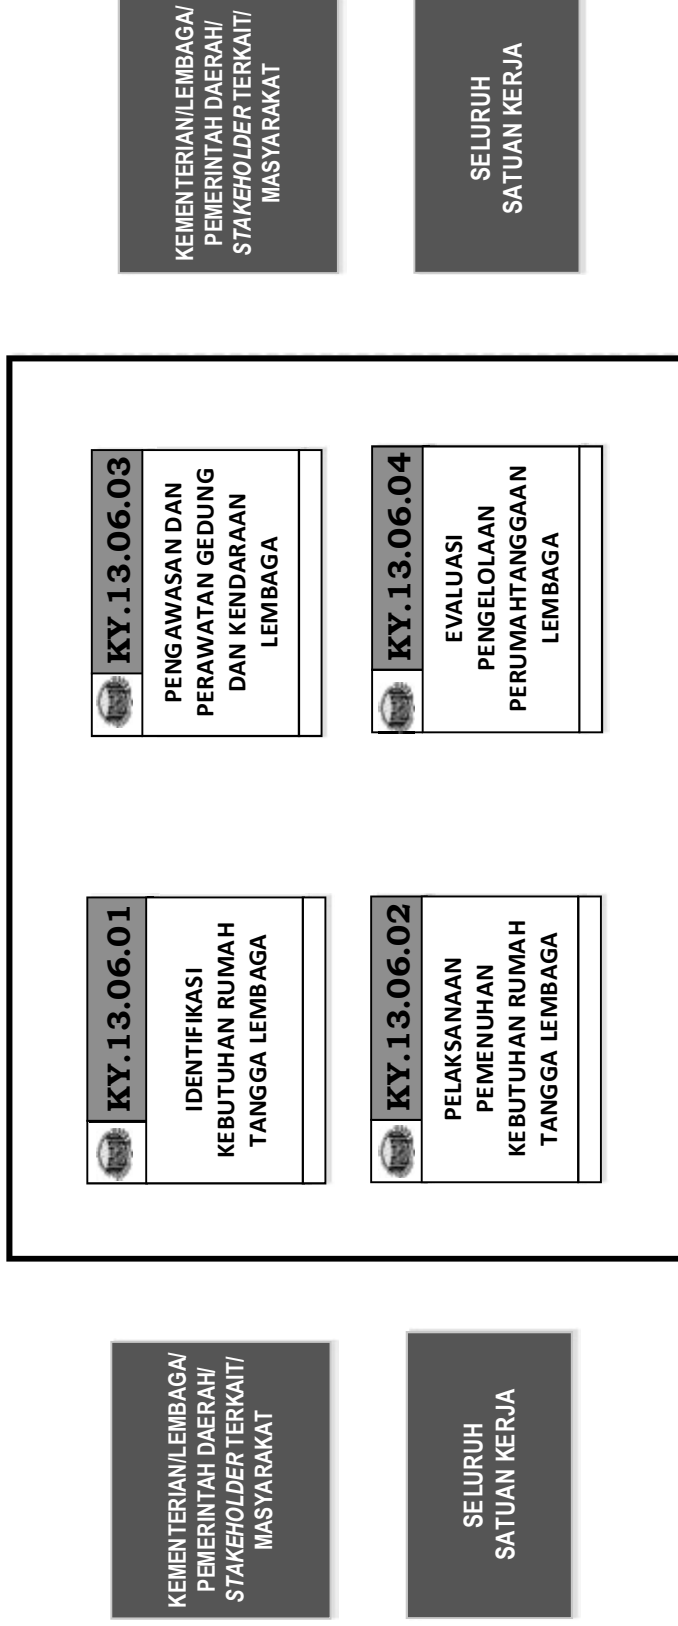 KEMENTERIAN/LEMBAGA/
PEMERINTAH DAERAH/
STAKEHOLDER TERKAIT/
MASYARAKAT
SELURUH
SATUAN KERJA
KY.13.06.01
IDENTIFIKASI
KEBUTUHAN RUMAH
TANGGA LEMBAGA
KY.13.06.02
PELAKSANAAN
PEMENUHAN
KEBUTUHAN RUMAH
TANGGA LEMBAGA
KY.13.06.03
PENGAWASAN DAN
PERAWATAN GEDUNG
DAN KENDARAAN
LEMBAGA
KY.13.06.04
EVALUASI
PENGELOLAAN
PERUMAHTANGGAAN
LEMBAGA
KEMENTERIAN/LEMBAGA/
PEMERINTAH DAERAH/
STAKEHOLDER TERKAIT/
MASYARAKAT
SELURUH
SATUAN KERJA